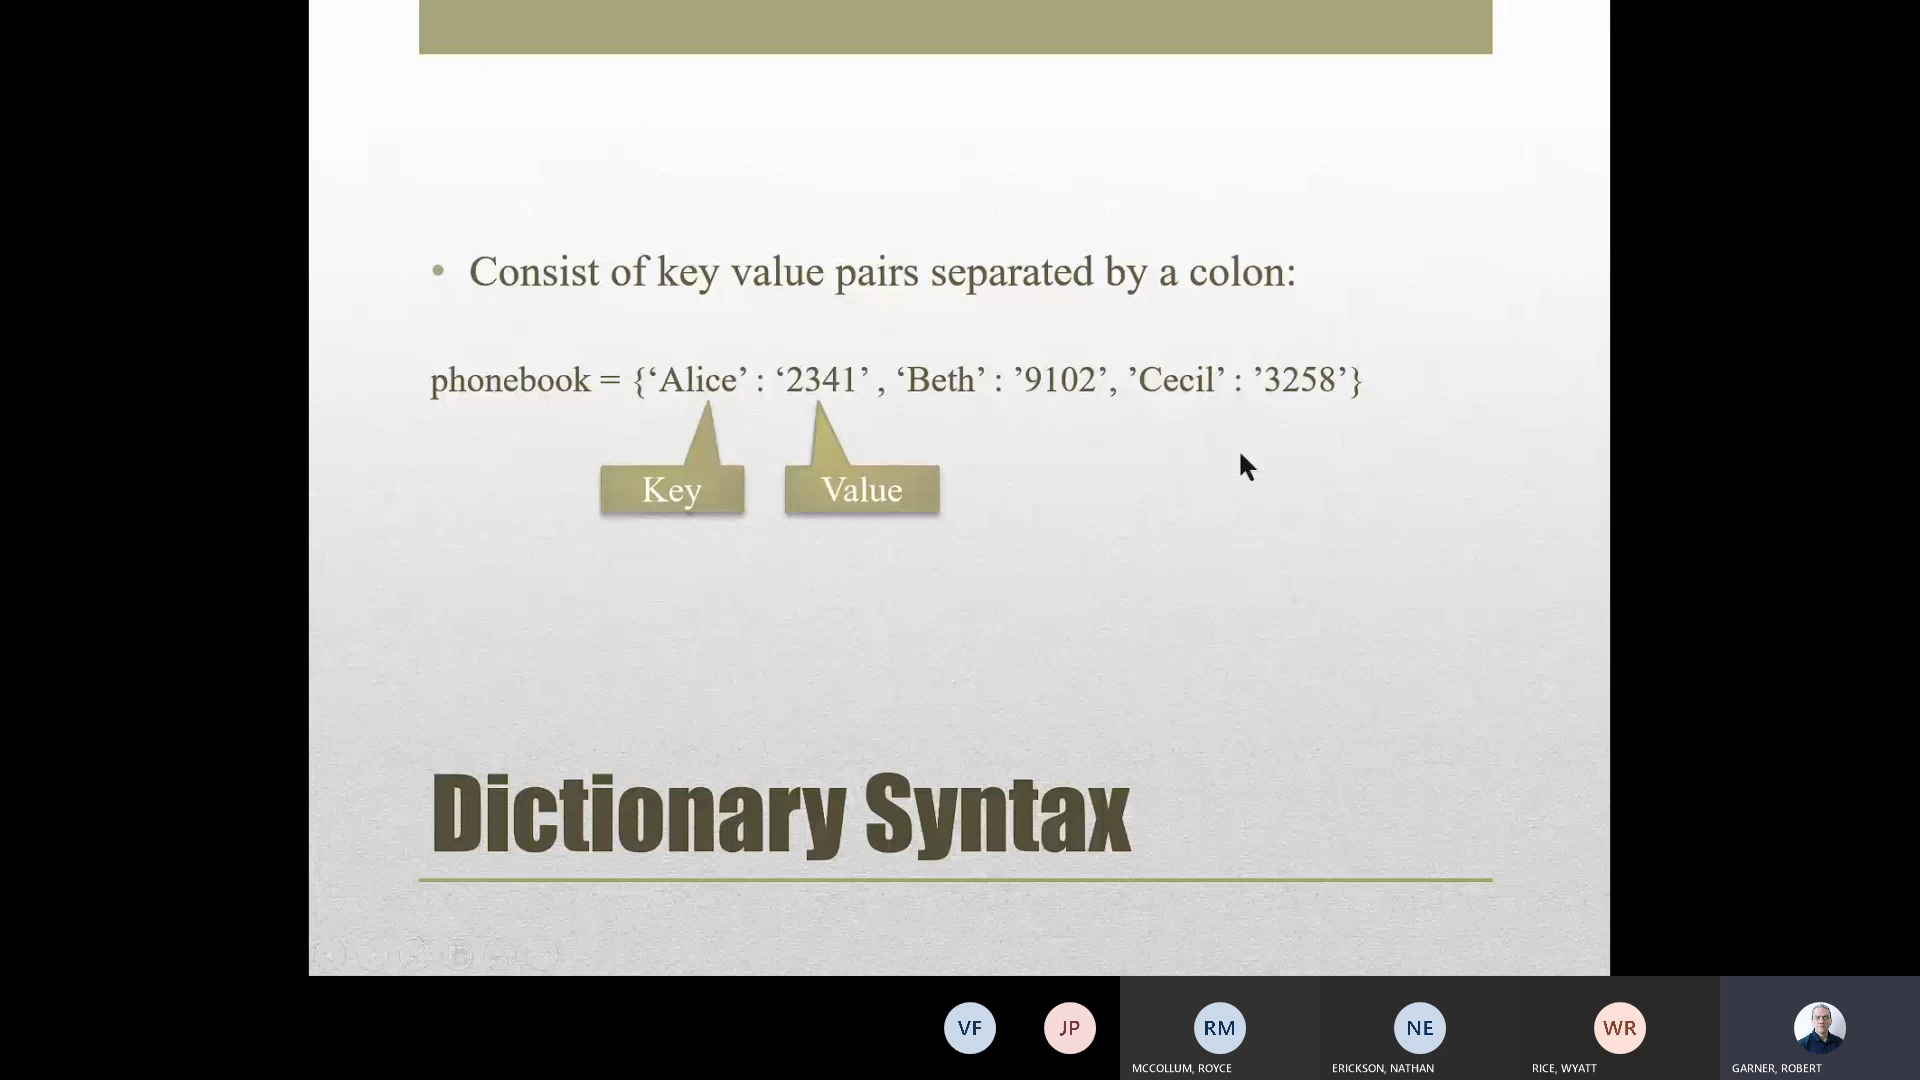 • Consist of key value pairs separated by a colon:
phonebook = {‘Alice’ : ‘2341’ , ‘Beth’ : ’9102’, ’Cecil’ : ’3258’}
Key Value
Dictionary Syntax
VF JP RM NE WR
MCCOLLUM, ROYCE ERICKSON, NATHAN RICE, WYATT GARNER, ROBERT